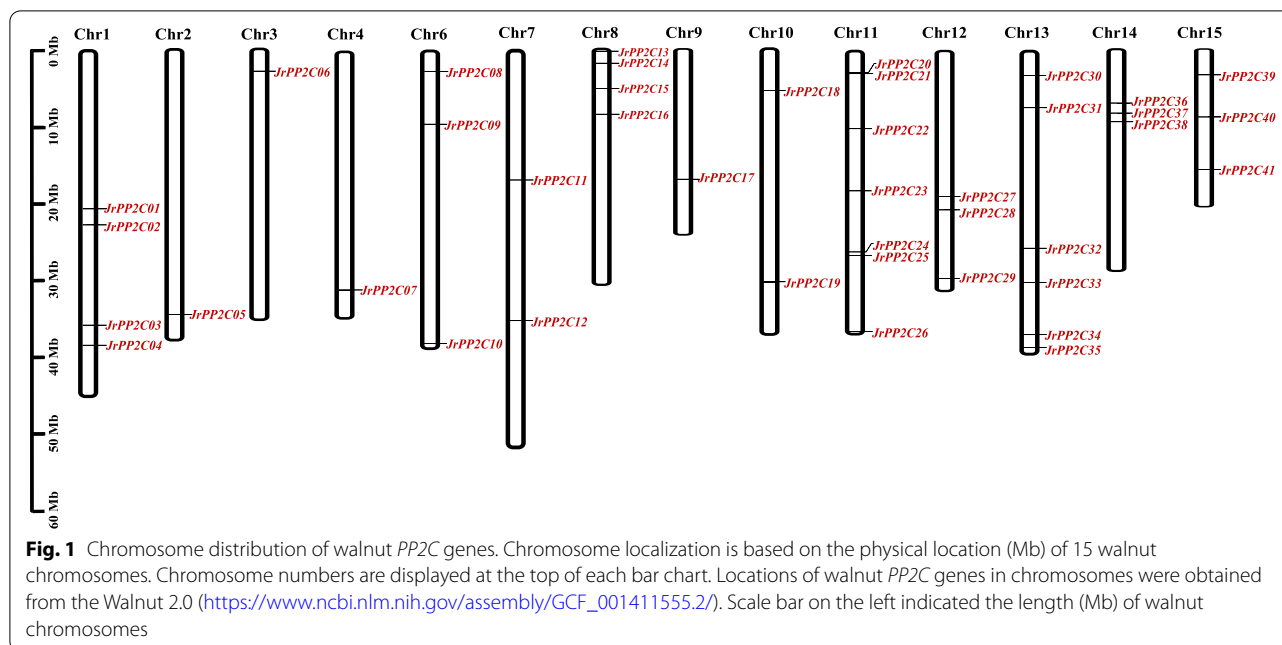 Chr1 Chr2 Chr3 Chr4 Chr6 Chr7 Chr8 Chr9 Chr10 Chr11 Chr12 Chr13 Chr14 Chr15
0 Mb
10 Mb
20 Mb
30 Mb
40 Mb
50 Mb
60 Mb
JrPP2C01
JrPP2C02
JrPP2C03
JrPP2C04
JrPP2C05
JrPP2C06
JrPP2C07
JrPP2C08
JrPP2C09
JrPP2C10
JrPP2C11
JrPP2C12
JrPP2C13
JrPP2C14
JrPP2C15
JrPP2C16
JrPP2C17
JrPP2C18
JrPP2C19
JrPP2C20
JrPP2C21
JrPP2C22
JrPP2C23
JrPP2C24
JrPP2C25
JrPP2C26
JrPP2C27
JrPP2C28
JrPP2C29
JrPP2C30
JrPP2C31
JrPP2C32
JrPP2C33
JrPP2C34
JrPP2C35
JrPP2C36
JrPP2C37
JrPP2C38
JrPP2C39
JrPP2C40
JrPP2C41
Fig. 1 Chromosome distribution of walnut PP2C genes. Chromosome localization is based on the physical location (Mb) of 15 walnut
chromosomes. Chromosome numbers are displayed at the top of each bar chart. Locations of walnut PP2C genes in chromosomes were obtained
from the Walnut 2.0 (https://www.ncbi.nlm.nih.gov/assembly/GCF_001411555.2/). Scale bar on the left indicated the length (Mb) of walnut
chromosomes